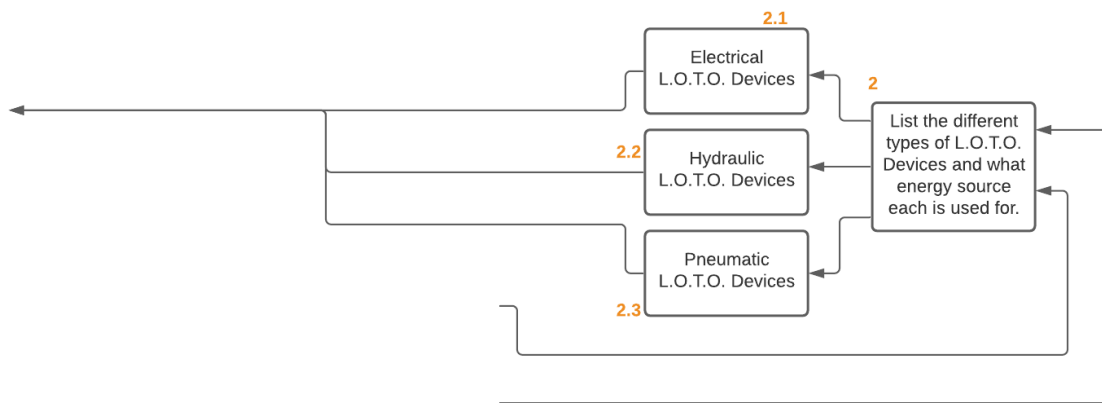 2.1
Electrical
L.O.T.O. Devices
2
List the different
types of L.O.T.O.
Devices and what
energy source
each is used for.
2.2
Hydraulic
L.O.T.O. Devices
Pneumatic
L.O.T.O. Devices
2.3